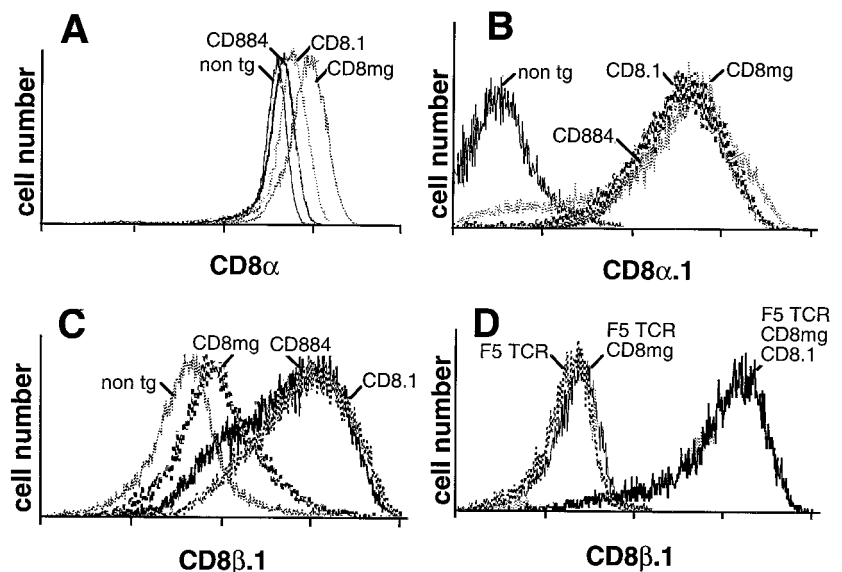 A
CD884
CD8.1
non tg
CD8mg
cell number
CD8α
B
non tg
CD8.1
CD8mg
CD884
cell number
CD8α.1
C
CD8mg
CD884
non tg
CD8.1
cell number
CD8β.1
D
F5 TCR
CD8mg
CD8.1
F5 TCR
F5 TCR
CD8mg
cell number
CD8β.1